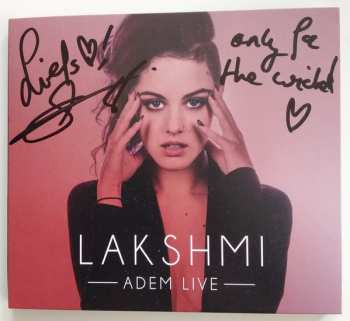 Liefs ♡!
only for
the wicked
♡
LAKSHMI
—ADEM LIVE—